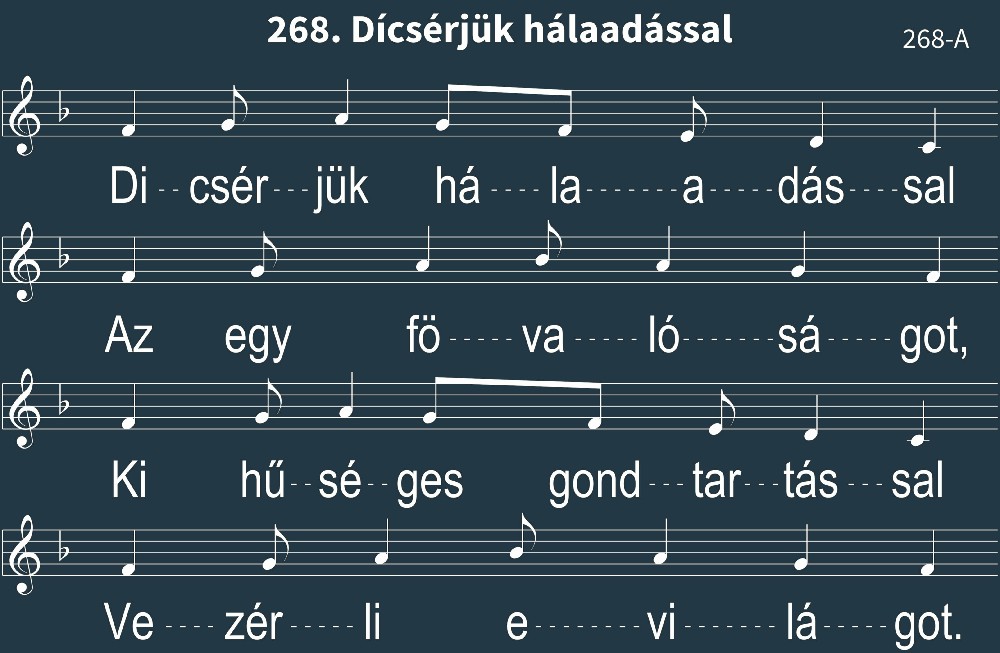 268. Dícsérjük hálaadással
268-A
Di -- csér --- jük há ---- la ------- a ----- dás ---- sal
Az egy fö ----- va ---- ló ------- sá ----- got,
Ki hű -- sé -- ges gond --- tar --- tás --- sal
Ve ---- zér ----- li e -------- vi ------- lá ----- got.